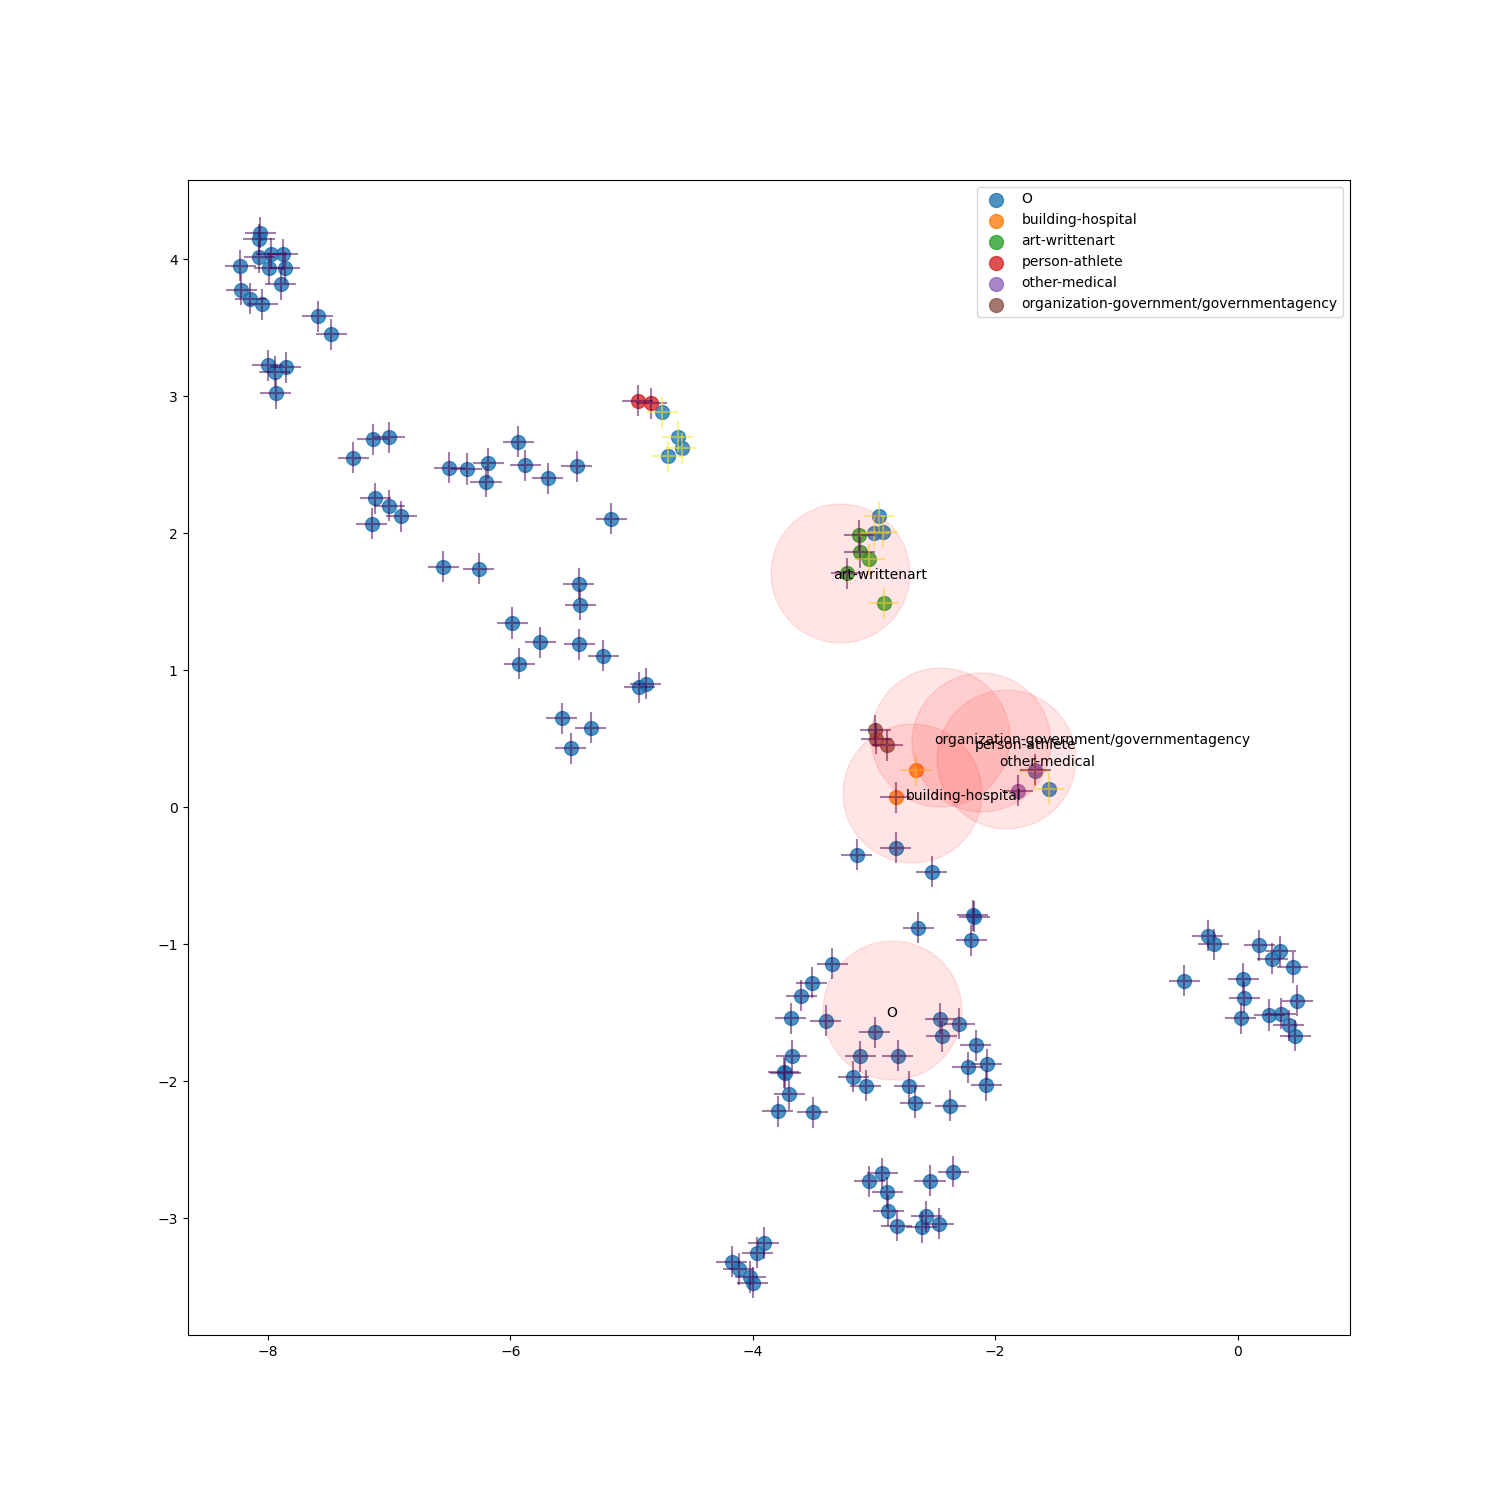 O
building-hospital
art-writtenart
person-athlete
other-medical
organization-government/governmentagency
4
3
2
art-writtenart
1
organization-government/governmentagency
person-athlete
other-medical
building-hospital
0
−1
O
−2
−3
−8 −6 −4 −2 0